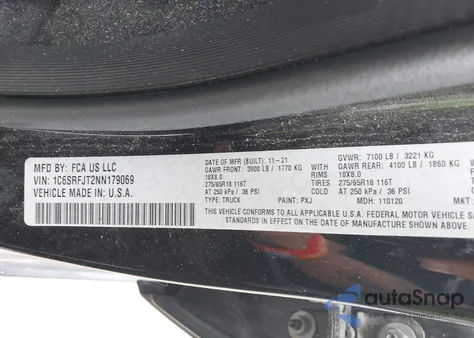 MFD BY: FCA US LLC
VIN: 1C6SRFJT2NN179069
VEHICLE MADE IN: U.S.A.
DATE OF MFR (BUILT): 11-21 GVWR: 7100 LB / 3221 KG
GAWR FRONT: 3900 LB / 1770 KG GAWR REAR: 4100 LB / 1860 KG
18X8.0 18X8.0
275/65R18 116T TIRES 275/65R18 116T
AT 250 kPa / 36 PSI AT 250 kPa / 36 PSI
THIS VEHICLE CONFORMS TO ALL APPLICABLE U.S.A. FEDERAL MOTOR VEHICLE SAFETY
STANDARDS IN EFFECT ON THE DATE OF MANUFACTURE SHOWN ABOVE.
TYPE: TRUCK PAINT: PXJ MDH: 110120 MKT:
autoSnap